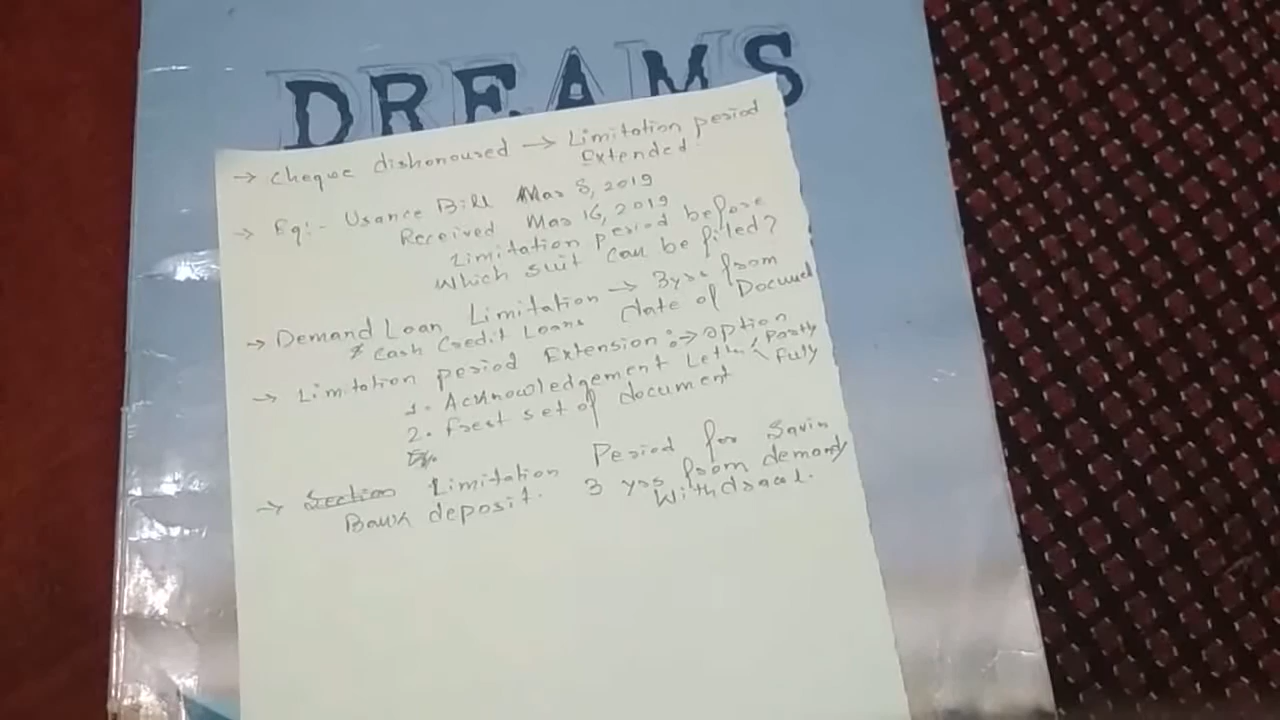 DREAMS
→ Cheque dishonoured → Limitation period
Extended.
→ Eg:- Usance Bill Mar 8, 2019
Received Mar 16, 2019
Limitation period before
Which suit can be filed?
→ Demand Loan Limitation → 3yrs from
& Cash Credit Loans date of Document
→ Limitation period Extension :→ option
1. Acknowledgement Letter / Partly
2. Frest set of document \ Fully
→ Section Limitation Period for Savin
Bank deposit. 3 yrs from demand
Withdrawal.